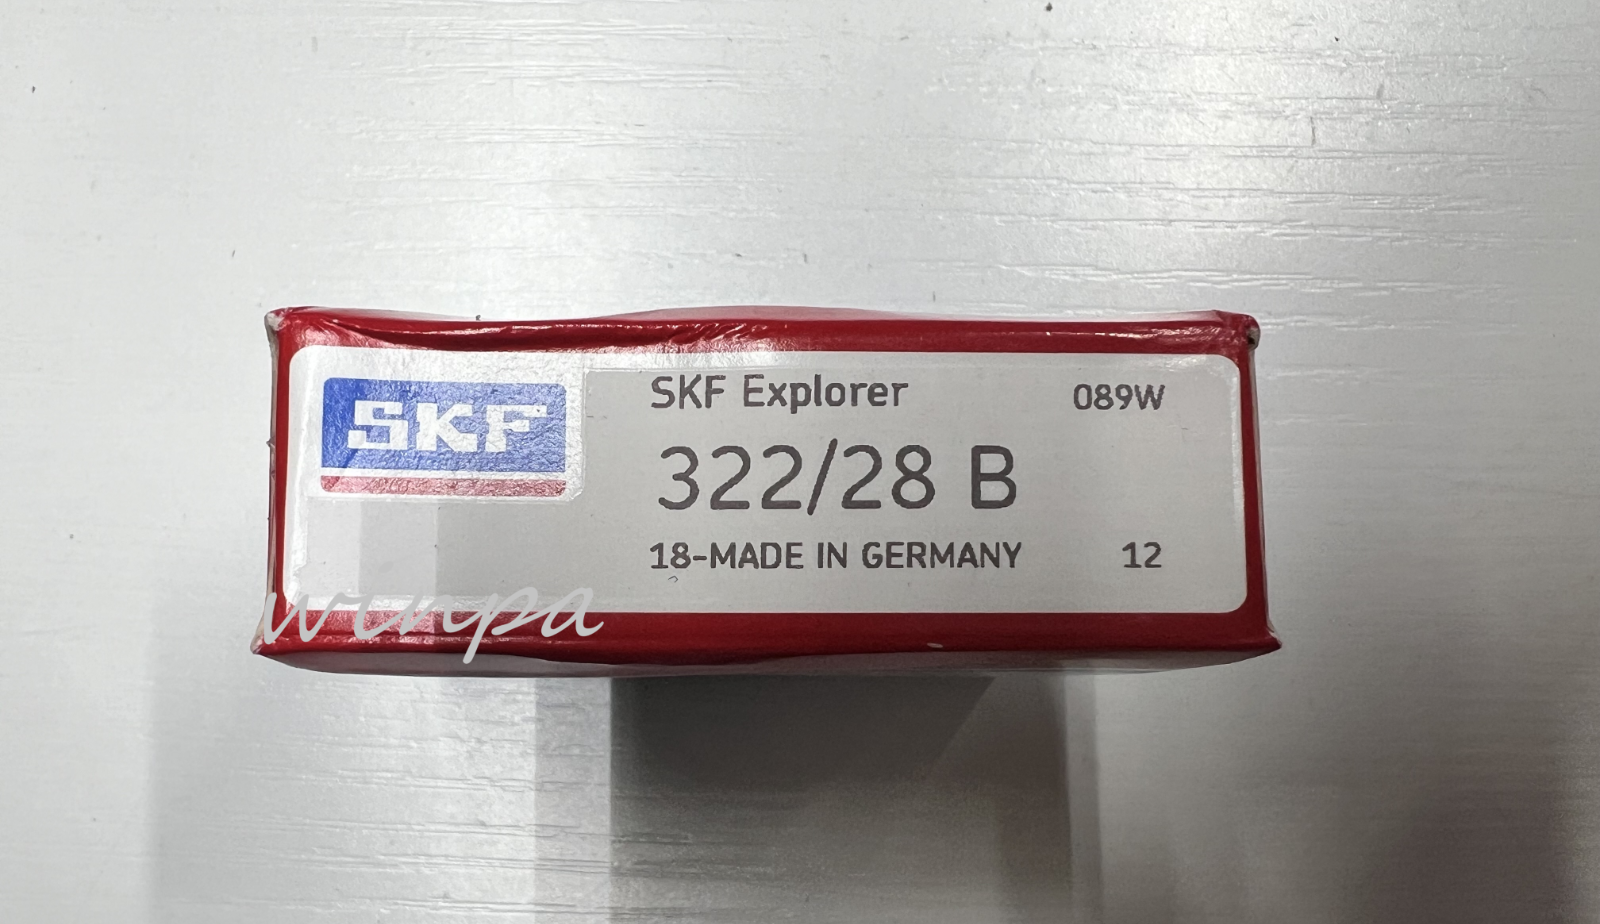 SKF
SKF Explorer 089W
322/28 B
18-MADE IN GERMANY 12
winpa